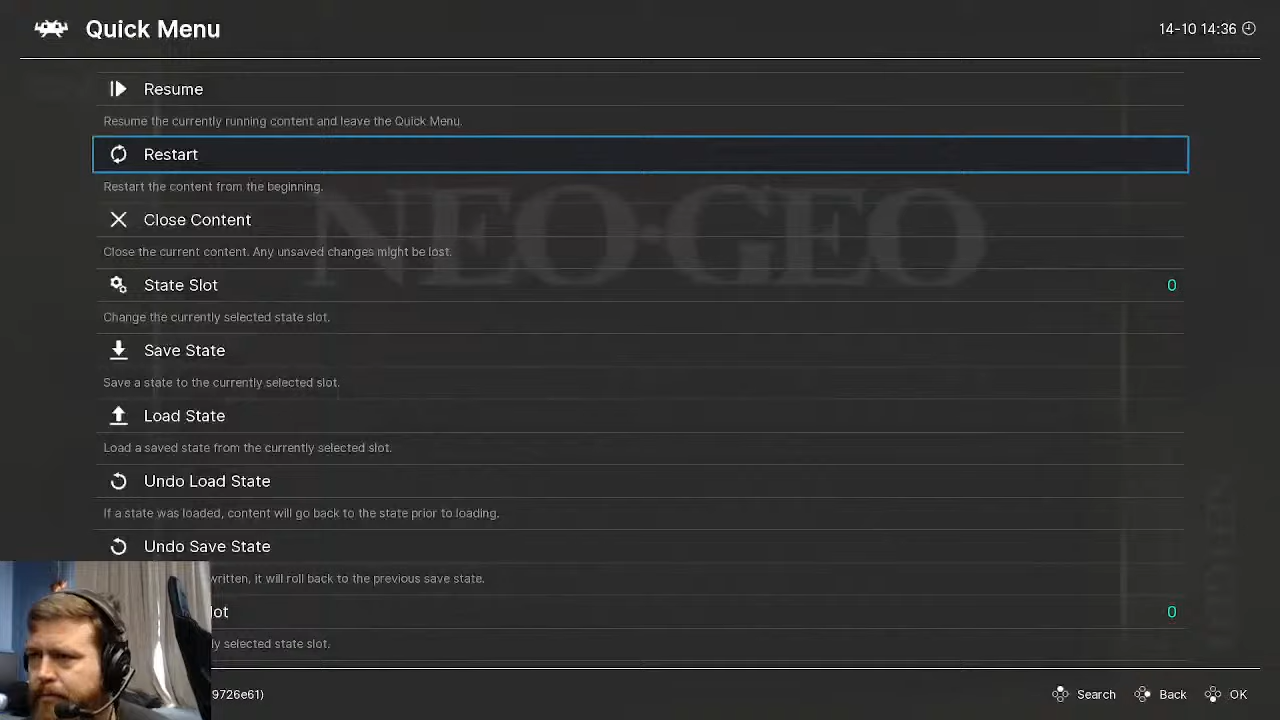 Quick Menu
14-10 14:36
Resume
Resume the currently running content and leave the Quick Menu.
Restart
Restart the content from the beginning.
Close Content
Close the current content. Any unsaved changes might be lost.
State Slot 0
Change the currently selected state slot.
Save State
Save a state to the currently selected slot.
Load State
Load a saved state from the currently selected slot.
Undo Load State
If a state was loaded, content will go back to the state prior to loading.
Undo Save State
written, it will roll back to the previous save state.
lot 0
ly selected state slot.
9726e61)
Search Back OK
NEO·GEO